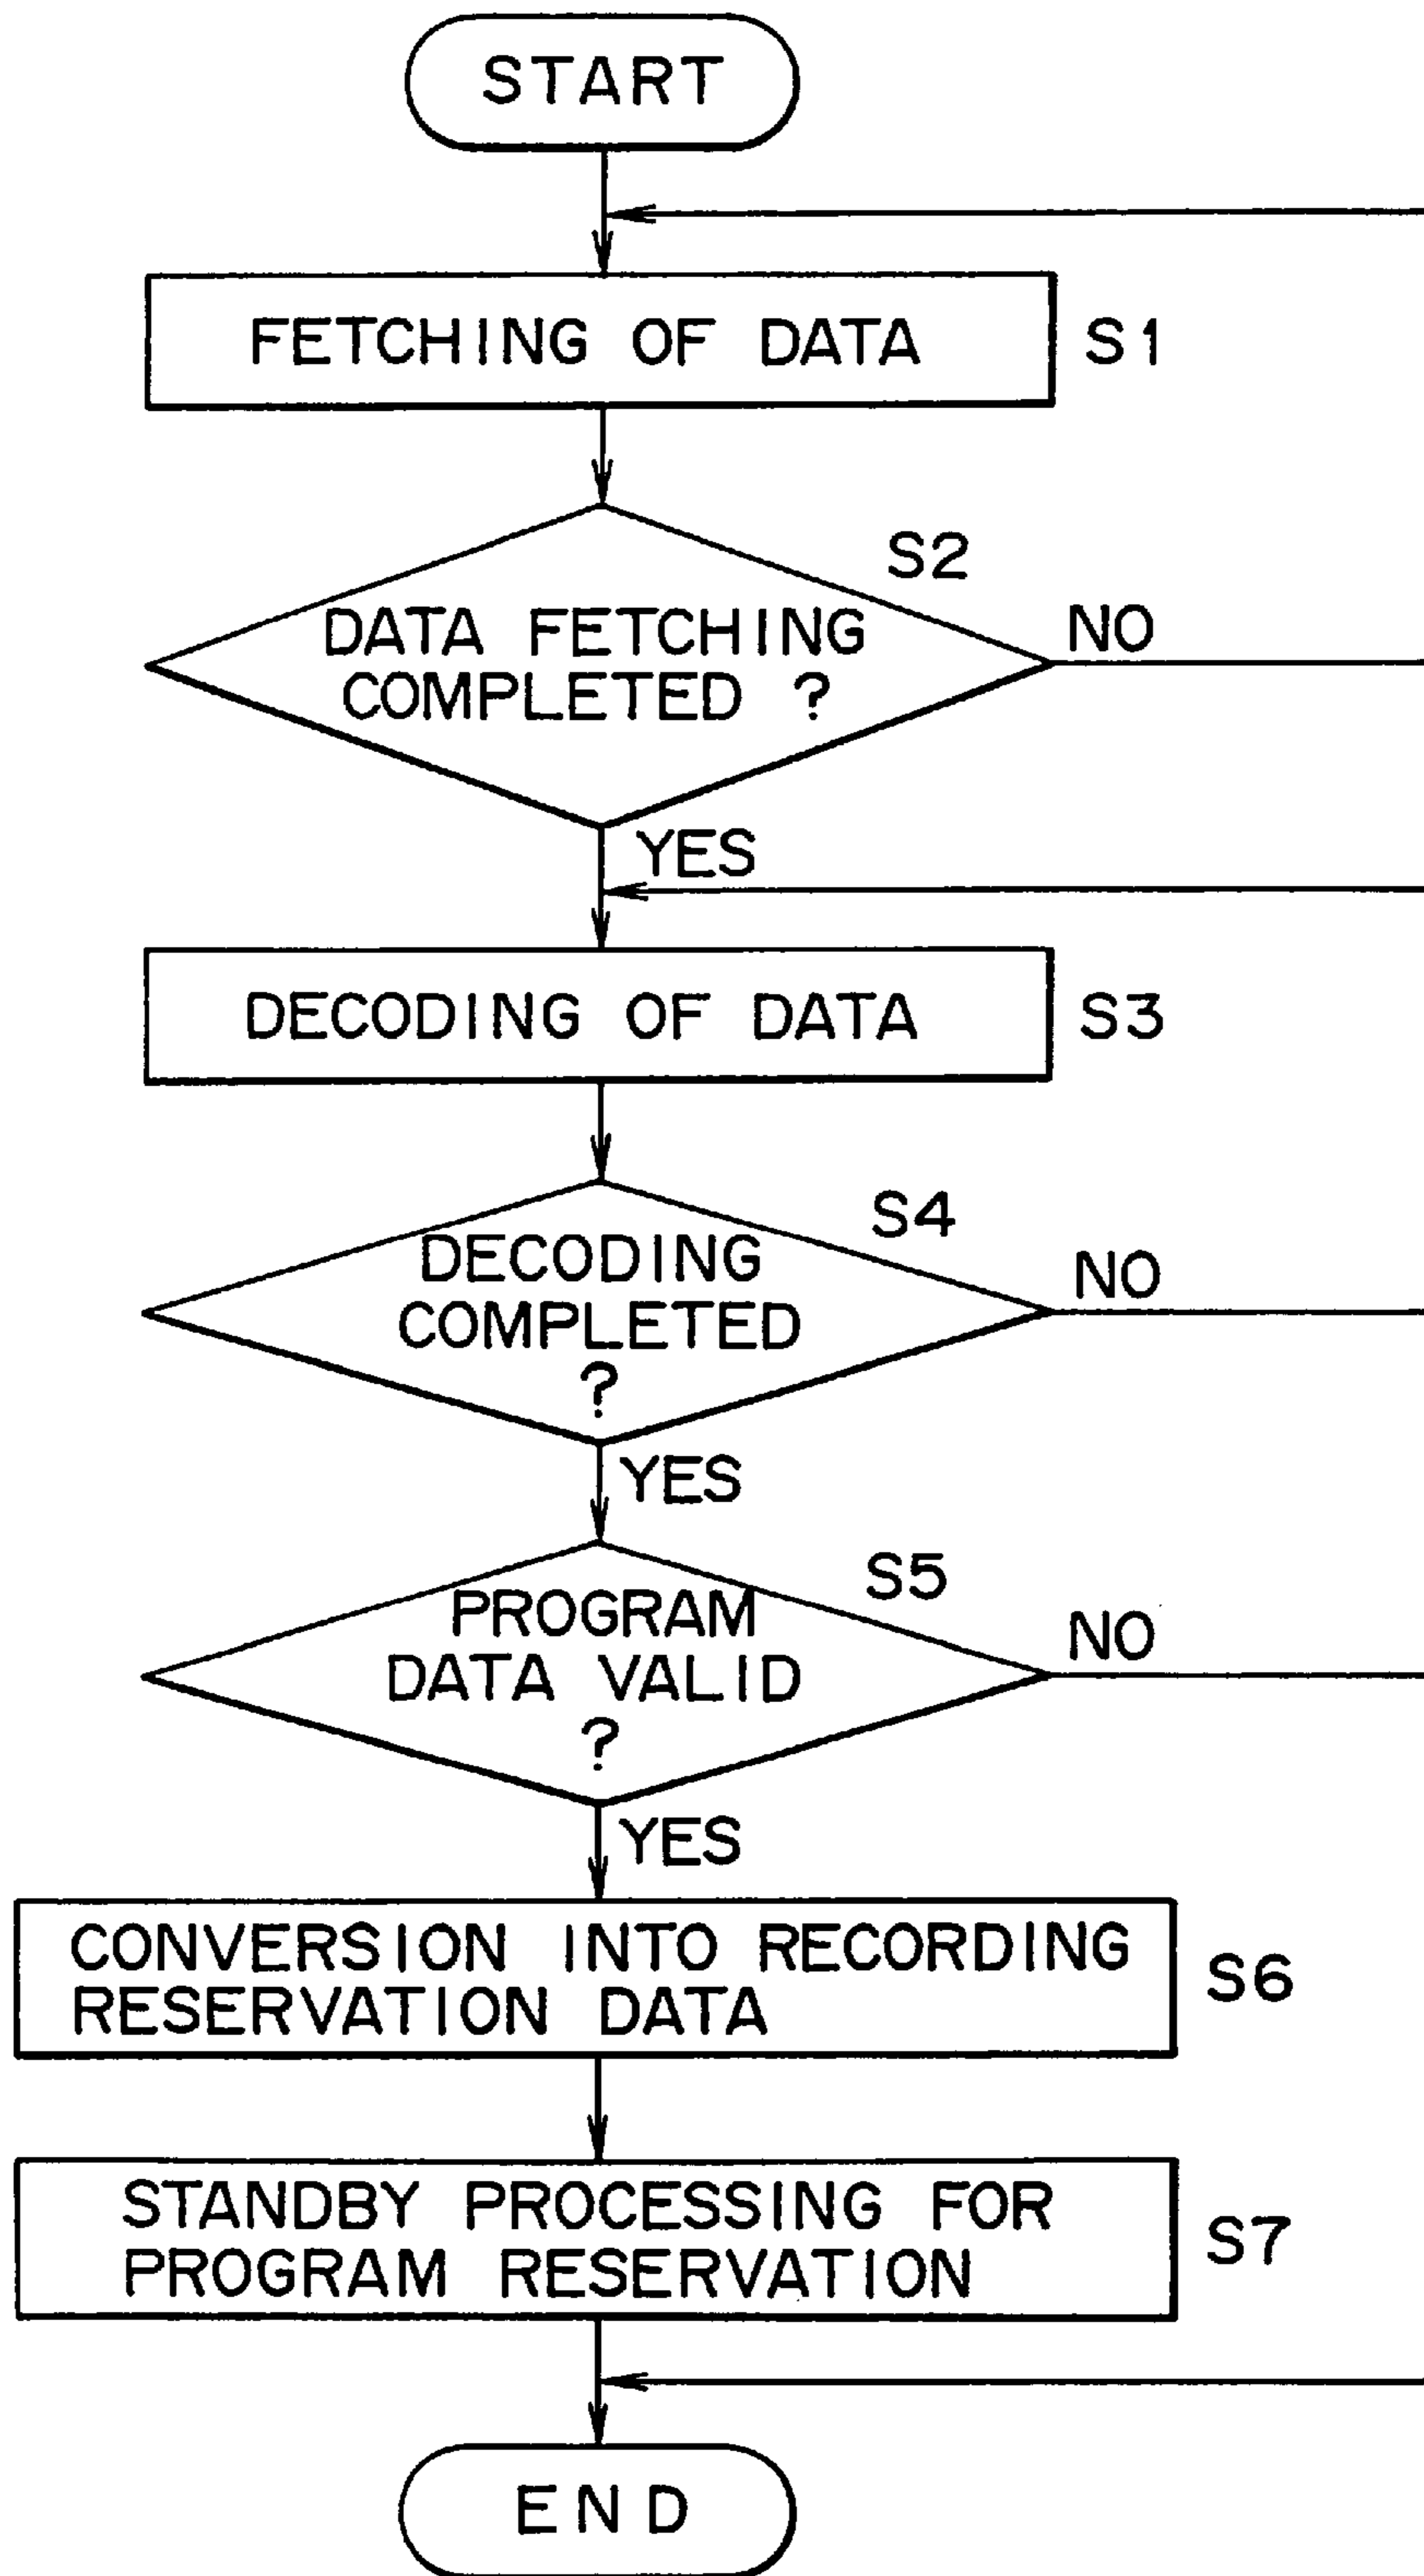 START
FETCHING OF DATA
S1
S2
DATA FETCHING
COMPLETED ?
NO
YES
DECODING OF DATA
S3
S4
DECODING
COMPLETED
?
NO
YES
S5
PROGRAM
DATA VALID
?
NO
YES
CONVERSION INTO RECORDING
RESERVATION DATA
S6
STANDBY PROCESSING FOR
PROGRAM RESERVATION
S7
END